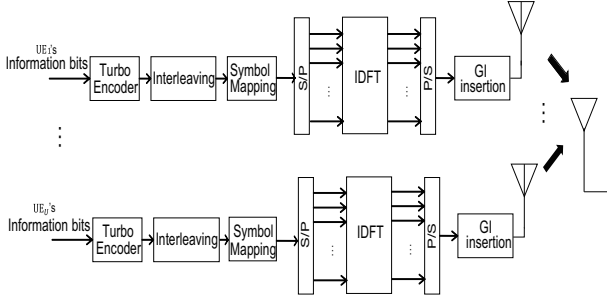 UE1's
Information bits
Turbo
Encoder
Interleaving
Symbol
Mapping
S/P
IDFT
P/S
GI
insertion
UEU's
Information bits
Turbo
Encoder
Interleaving
Symbol
Mapping
S/P
IDFT
P/S
GI
insertion